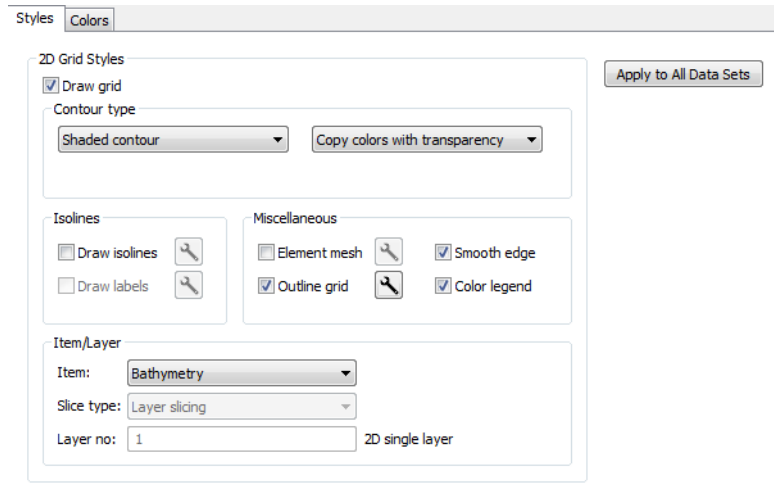 Styles Colors
2D Grid Styles
Draw grid
Apply to All Data Sets
Contour type
Shaded contour Copy colors with transparency
Isolines Miscellaneous
Draw isolines Element mesh Smooth edge
Draw labels Outline grid Color legend
Item/Layer
Item: Bathymetry
Slice type: Layer slicing
Layer no: 1 2D single layer